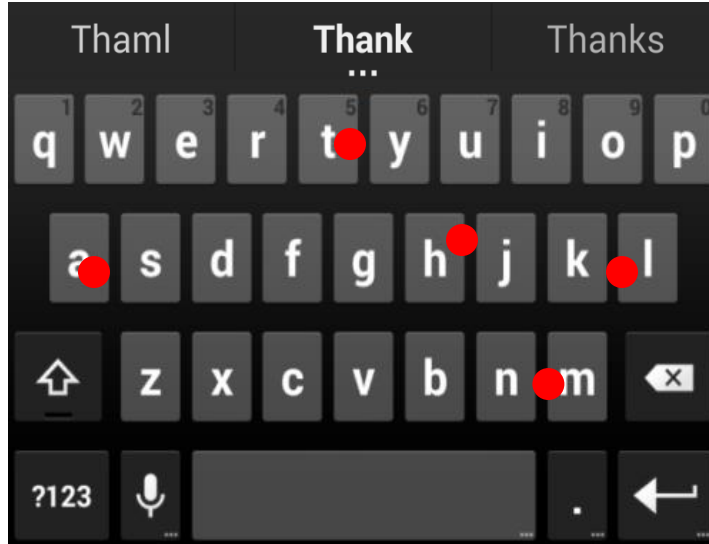 Thaml Thank Thanks
...
1 2 3 4 5 6 7 8 9 0
q w e r t y u i o p
a s d f g h j k l
z x c v b n m
?123 .